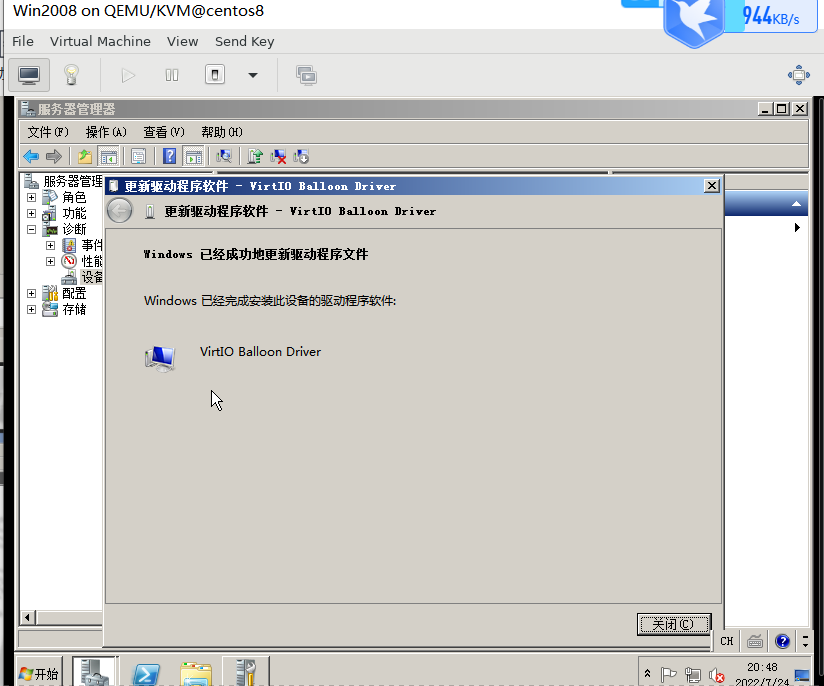 Win2008 on QEMU/KVM@centos8
944KB/s
File Virtual Machine View Send Key
服务器管理器
文件(F) 操作(A) 查看(V) 帮助(H)
服务器管理
角色
功能
诊断
事件
性能
设备
配置
存储
更新驱动程序软件 - VirtIO Balloon Driver
更新驱动程序软件 - VirtIO Balloon Driver
Windows 已经成功地更新驱动程序文件
Windows 已经完成安装此设备的驱动程序软件:
VirtIO Balloon Driver
关闭(C)
CH
开始
20:48
2022/7/24